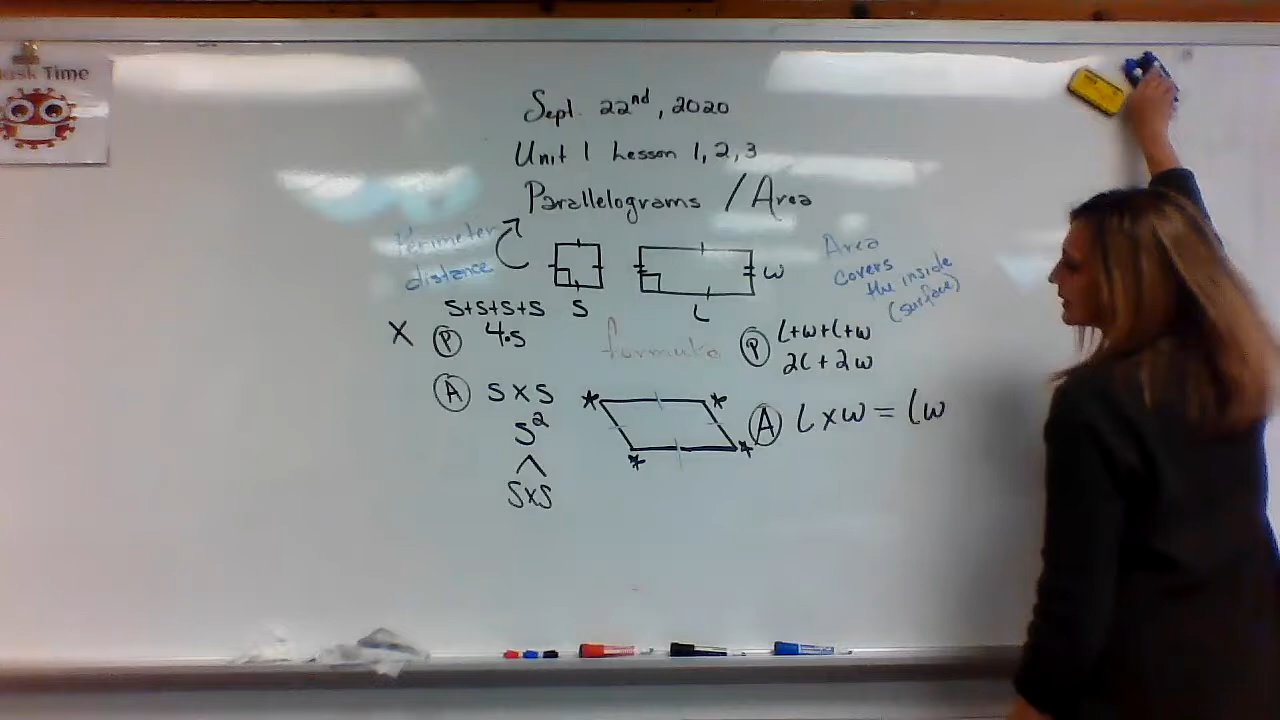 Mask Time
Sept. 22nd, 2020
Unit 1 Lesson 1, 2, 3
Parallelograms / Area
Perimeter
distance
S+S+S+S
S
L
W
Area
covers
the inside
(surface)
X
P 4·S
formula
P L+W+L+W
2L + 2W
A S X S
S²
S×S
* * * *
A L x W = LW